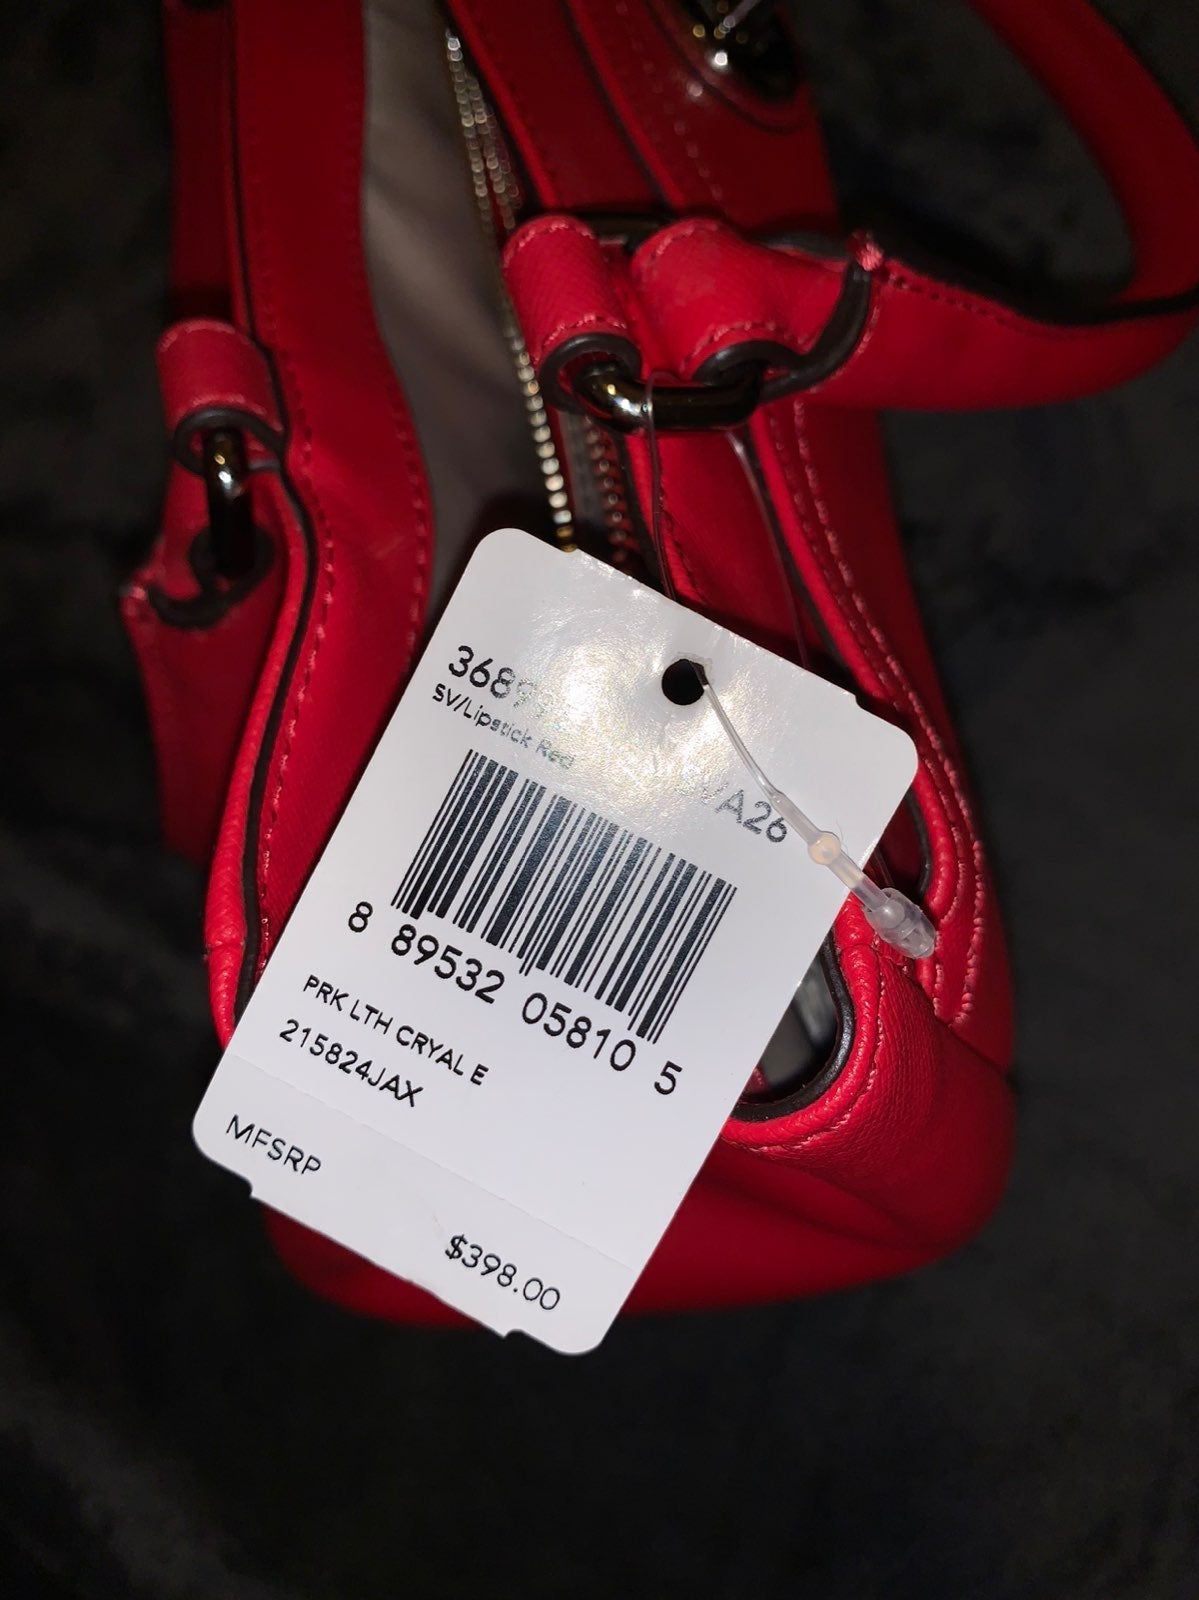 SV/Lipstick Red
8 89532 05810 5
PRK LTH CRYAL E
215824JAX
MFSRP
$398.00